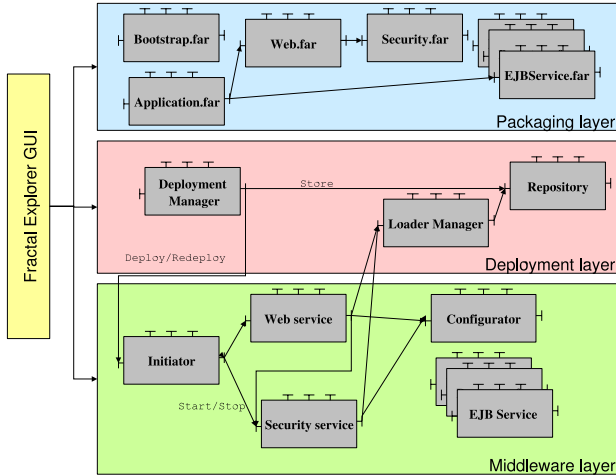 Fractal Explorer GUI
Bootstrap.far
Web.far
Security.far
Application.far
EJBService.far
Packaging layer
Deployment
Manager
Store
Repository
Loader Manager
Deploy/Redeploy
Deployment layer
Web service
Configurator
Initiator
Start/Stop
Security service
EJB Service
Middleware layer